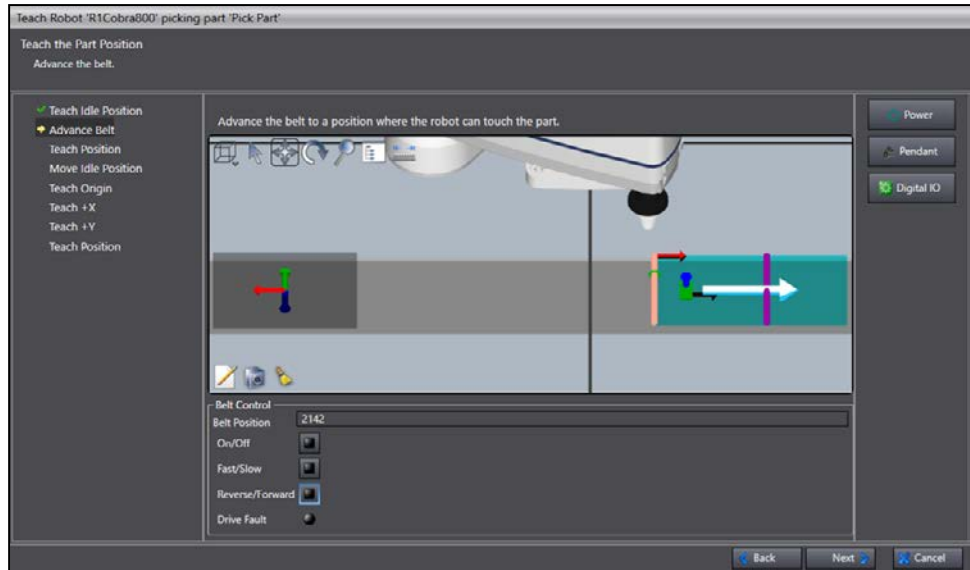 Teach Robot 'R1Cobra800' picking part 'Pick Part'
Teach the Part Position
Advance the belt.
Teach Idle Position
Advance Belt
Teach Position
Move Idle Position
Teach Origin
Teach +X
Teach +Y
Teach Position
Advance the belt to a position where the robot can touch the part.
Power
Pendant
Digital IO
Belt Control
Belt Position 2142
On/Off
Fast/Slow
Reverse/Forward
Drive Fault
Back Next Cancel